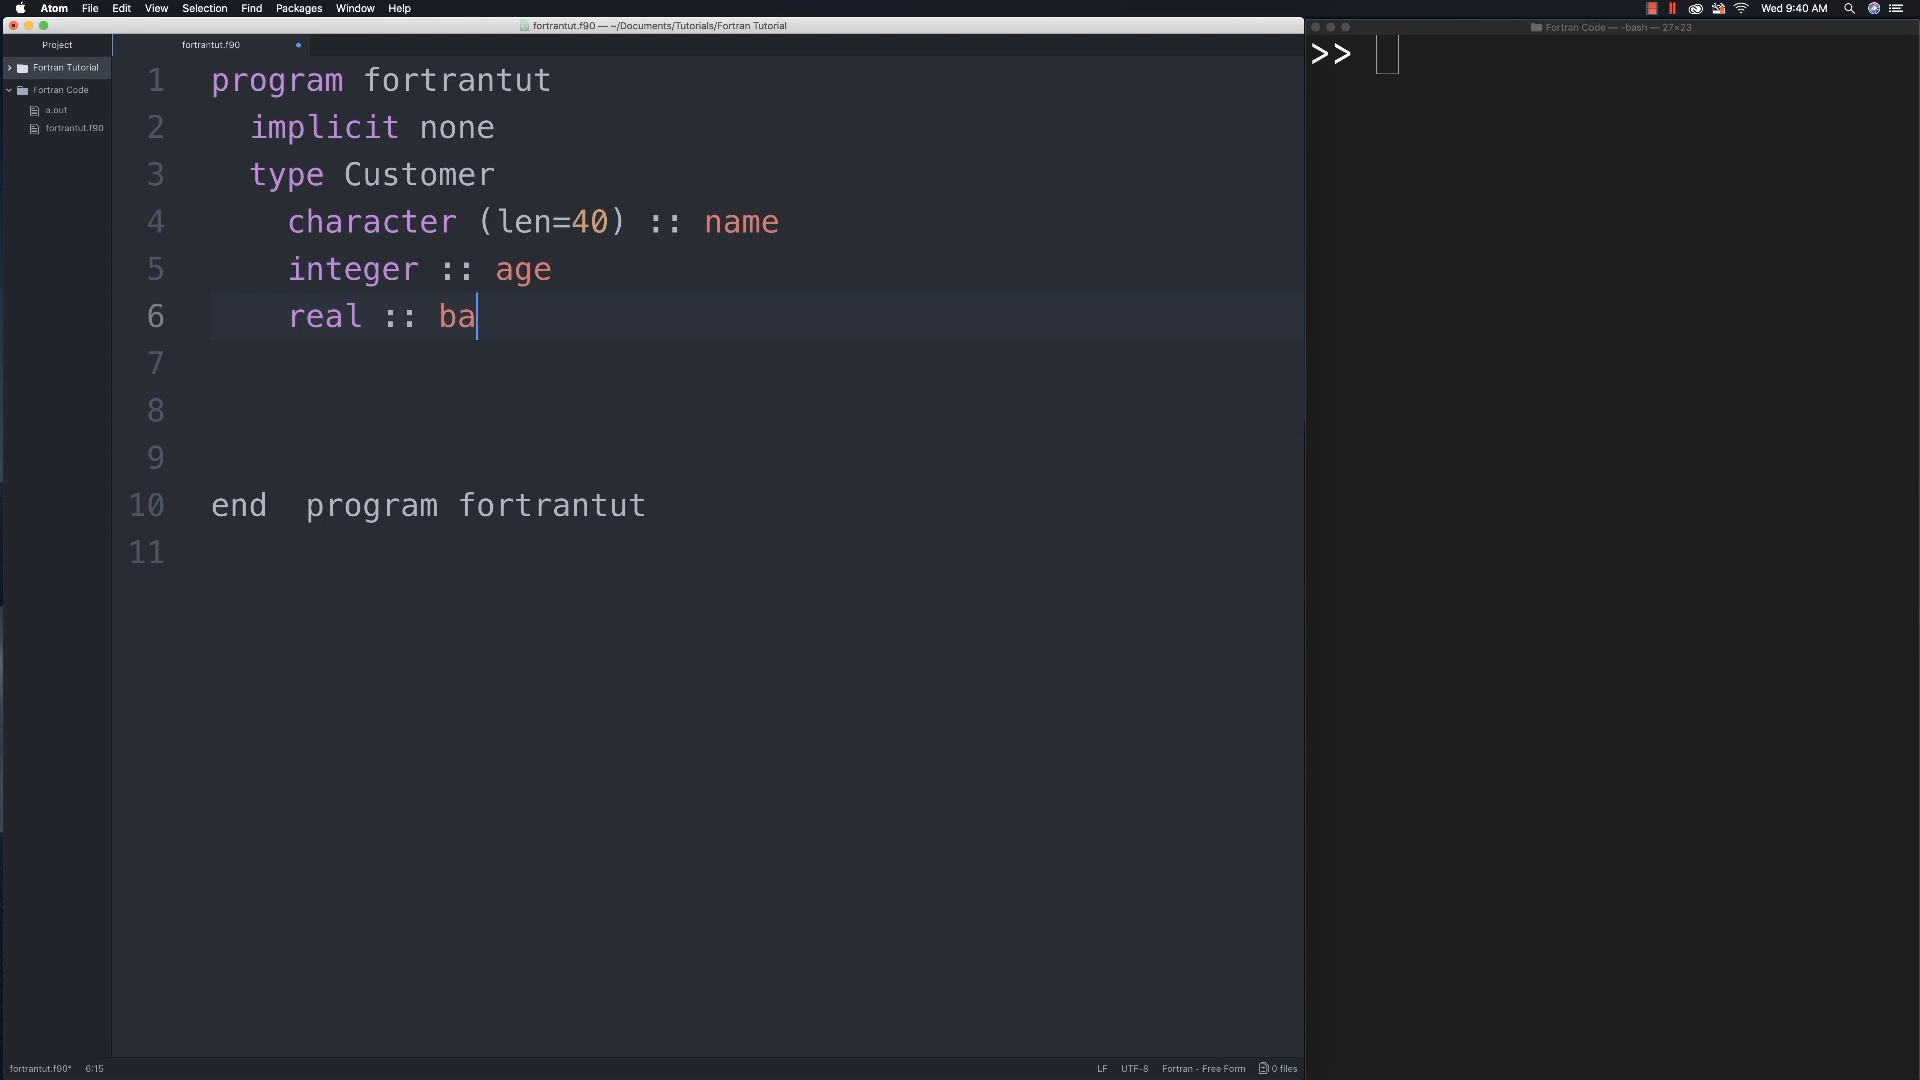 Atom File Edit View Selection Find Packages Window Help
Wed 9:40 AM
fortrantut.f90 — ~/Documents/Tutorials/Fortran Tutorial
Fortran Code — -bash — 27×23
Project
fortrantut.f90
Fortran Tutorial
Fortran Code
a.out
fortrantut.f90
>>
1 program fortrantut
2 implicit none
3 type Customer
4 character (len=40) :: name
5 integer :: age
6 real :: ba
7
8
9
10 end  program fortrantut
11
fortrantut.f90* 6:15
LF UTF-8 Fortran - Free Form 0 files